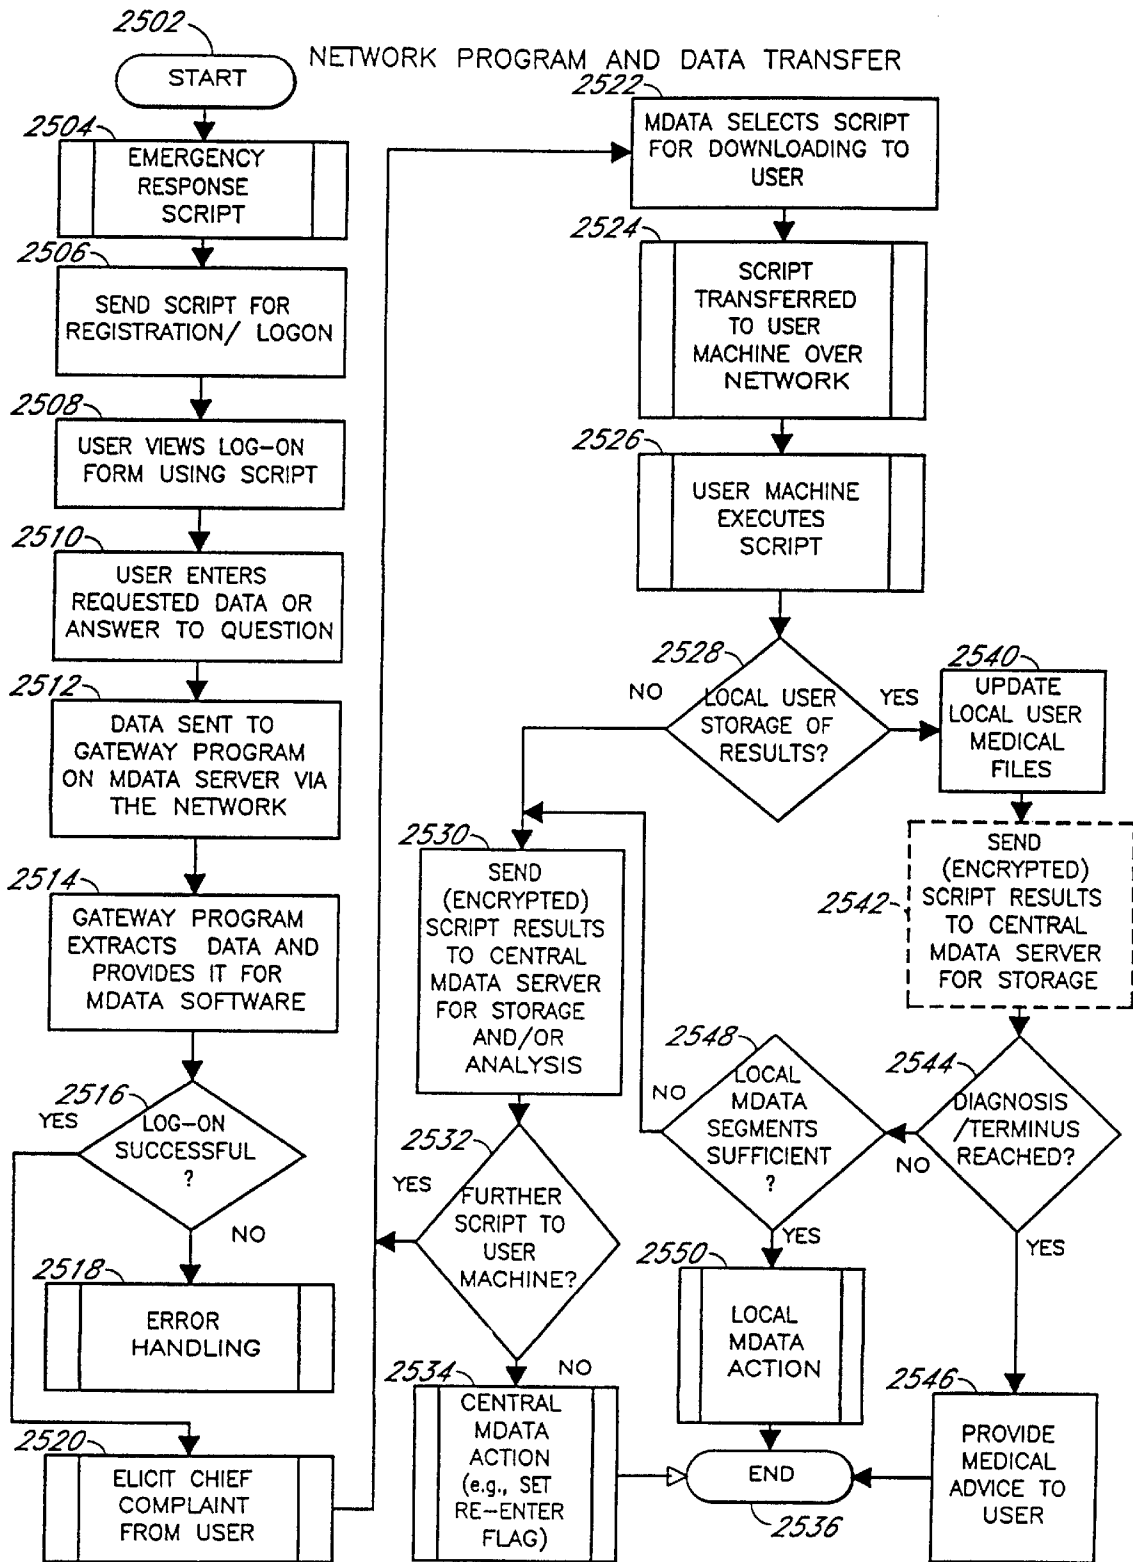 2502
START
NETWORK PROGRAM AND DATA TRANSFER
2504
EMERGENCY
RESPONSE
SCRIPT
2506
SEND SCRIPT FOR
REGISTRATION/ LOGON
2508
USER VIEWS LOG-ON
FORM USING SCRIPT
2510
USER ENTERS
REQUESTED DATA OR
ANSWER TO QUESTION
2512
DATA SENT TO
GATEWAY PROGRAM
ON MDATA SERVER VIA
THE NETWORK
2514
GATEWAY PROGRAM
EXTRACTS DATA AND
PROVIDES IT FOR
MDATA SOFTWARE
2516
YES
LOG-ON
SUCCESSFUL
?
NO
2518
ERROR
HANDLING
2520
ELICIT CHIEF
COMPLAINT
FROM USER
2522
MDATA SELECTS SCRIPT
FOR DOWNLOADING TO
USER
2524
SCRIPT
TRANSFERRED
TO USER
MACHINE OVER
NETWORK
2526
USER MACHINE
EXECUTES
SCRIPT
2528
NO
LOCAL USER
STORAGE OF
RESULTS?
YES
2540
UPDATE
LOCAL USER
MEDICAL
FILES
2530
SEND
(ENCRYPTED)
SCRIPT RESULTS
TO CENTRAL
MDATA SERVER
FOR STORAGE
AND/OR
ANALYSIS
2542
SEND
(ENCRYPTED)
SCRIPT RESULTS
TO CENTRAL
MDATA SERVER
FOR STORAGE
2548
NO
LOCAL
MDATA
SEGMENTS
SUFFICIENT
?
YES
2544
DIAGNOSIS
/TERMINUS
REACHED?
NO
YES
2532
YES
FURTHER
SCRIPT TO
USER
MACHINE?
NO
2550
LOCAL
MDATA
ACTION
2534
CENTRAL
MDATA
ACTION
(e.g., SET
RE-ENTER
FLAG)
END
2536
2546
PROVIDE
MEDICAL
ADVICE TO
USER